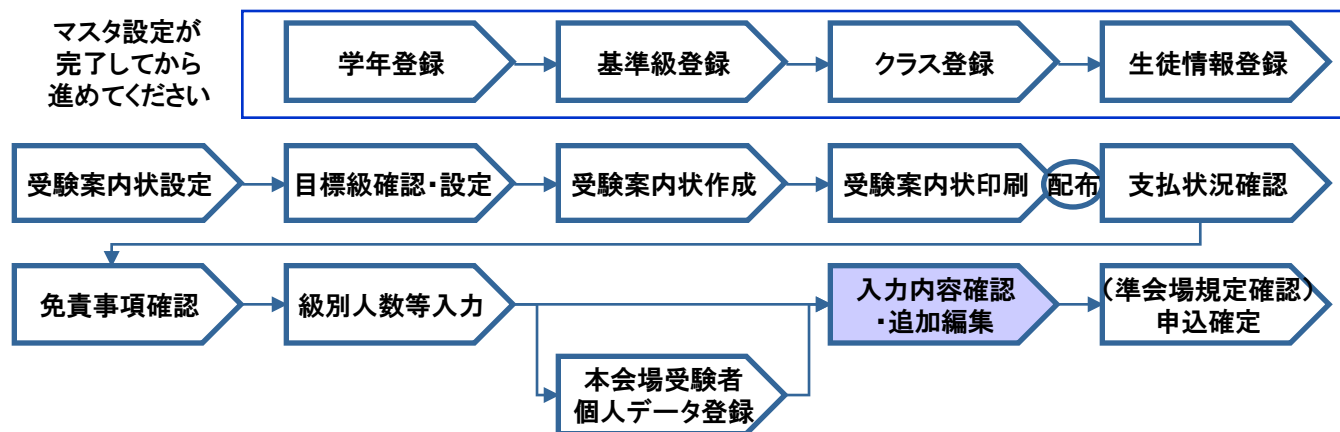 マスタ設定が
完了してから
進めてください
学年登録
基準級登録
クラス登録
生徒情報登録
受験案内状設定
目標級確認・設定
受験案内状作成
受験案内状印刷
配布
支払状況確認
免責事項確認
級別人数等入力
本会場受験者
個人データ登録
入力内容確認
・追加編集
(準会場規定確認)
申込確定